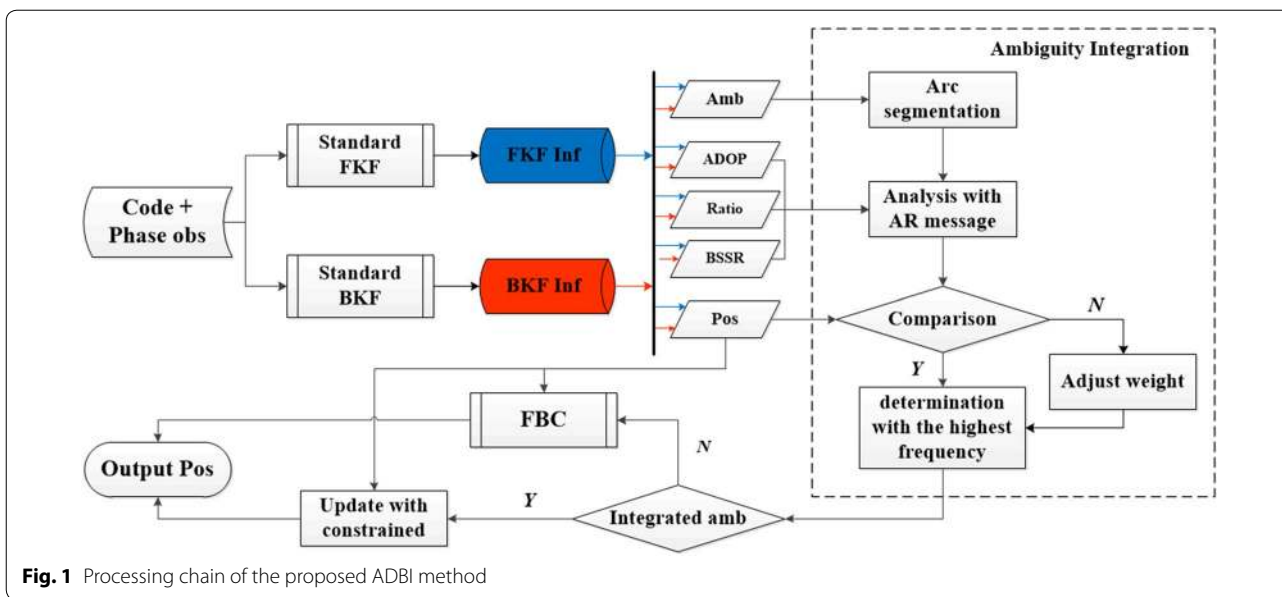 Ambiguity Integration
Code +
Phase obs
Standard
FKF
Standard
BKF
FKF Inf
BKF Inf
Amb
ADOP
Ratio
BSSR
Pos
Arc
segmentation
Analysis with
AR message
Comparison
N
Y
Adjust weight
determination
with the highest
frequency
FBC
N
Output Pos
Update with
constrained
Y
Integrated amb
Fig. 1 Processing chain of the proposed ADBI method